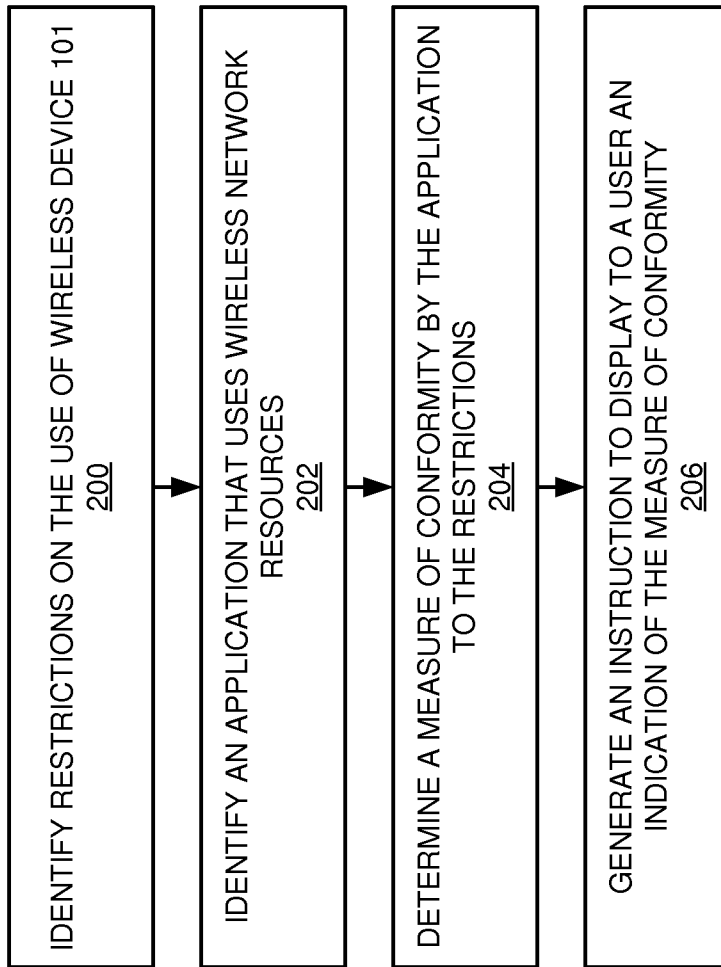 IDENTIFY RESTRICTIONS ON THE USE OF WIRELESS DEVICE 101
200
IDENTIFY AN APPLICATION THAT USES WIRELESS NETWORK
RESOURCES
202
DETERMINE A MEASURE OF CONFORMITY BY THE APPLICATION
TO THE RESTRICTIONS
204
GENERATE AN INSTRUCTION TO DISPLAY TO A USER AN
INDICATION OF THE MEASURE OF CONFORMITY
206